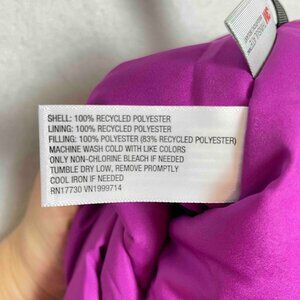 SHELL: 100% RECYCLED POLYESTER
LINING: 100% RECYCLED POLYESTER
FILLING: 100% POLYESTER (83% RECYCLED POLYESTER)
MACHINE WASH COLD WITH LIKE COLORS
ONLY NON-CHLORINE BLEACH IF NEEDED
TUMBLE DRY LOW, REMOVE PROMPTLY
COOL IRON IF NEEDED
RN17730 VN1999714